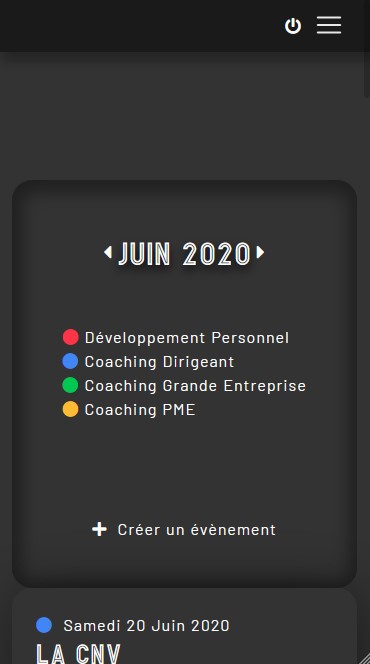 JUIN 2020
Développement Personnel
Coaching Dirigeant
Coaching Grande Entreprise
Coaching PME
Créer un évènement
Samedi 20 Juin 2020
LA CNV